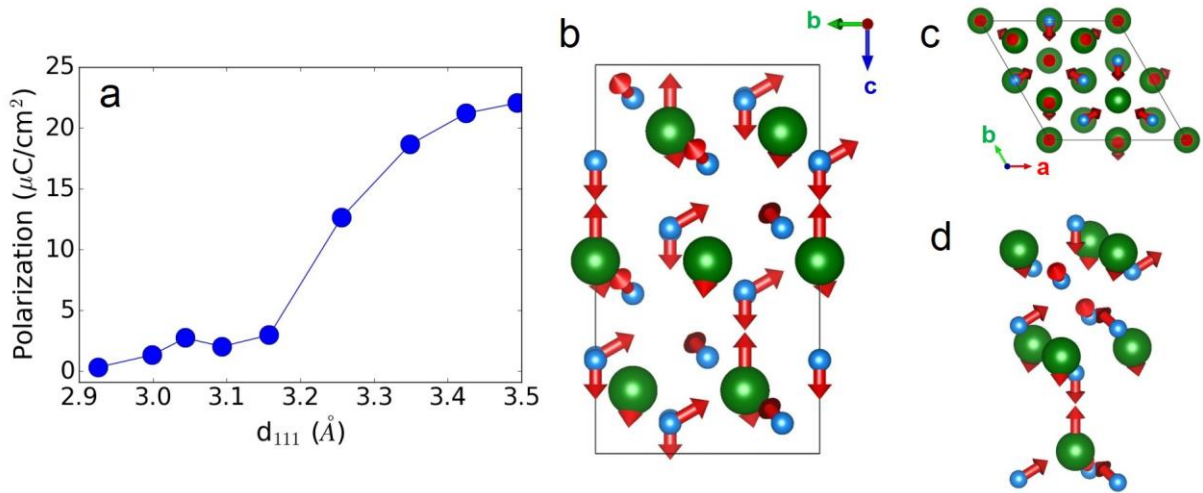 a
Polarization (μC/cm²)
25
20
15
10
5
0
2.9 3.0 3.1 3.2 3.3 3.4 3.5
d₁₁₁ (Å)
b
b
c
c
b
a
d